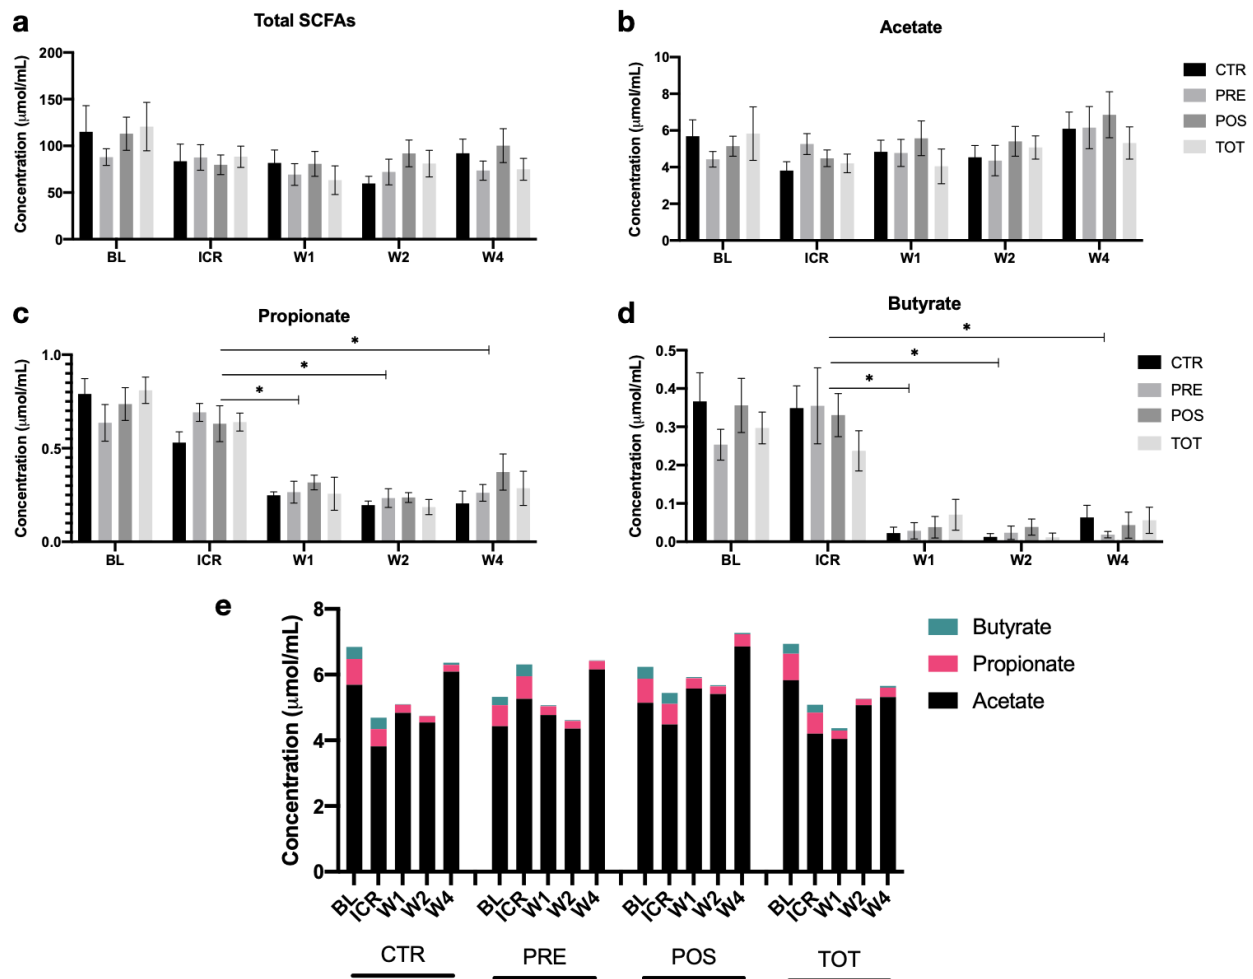 a
Total SCFAs
Concentration (μmol/mL)
200
150
100
50
0
BL ICR W1 W2 W4
b
Acetate
Concentration (μmol/mL)
10
8
6
4
2
0
BL ICR W1 W2 W4
CTR
PRE
POS
TOT
c
Propionate
Concentration (μmol/mL)
1.0
0.5
0.0
*
*
*
BL ICR W1 W2 W4
d
Butyrate
Concentration (μmol/mL)
0.5
0.4
0.3
0.2
0.1
0.0
*
*
*
BL ICR W1 W2 W4
CTR
PRE
POS
TOT
e
Concentration (μmol/mL)
8
6
4
2
0
BL ICR W1 W2 W4 BL ICR W1 W2 W4 BL ICR W1 W2 W4 BL ICR W1 W2 W4
CTR PRE POS TOT
Butyrate
Propionate
Acetate